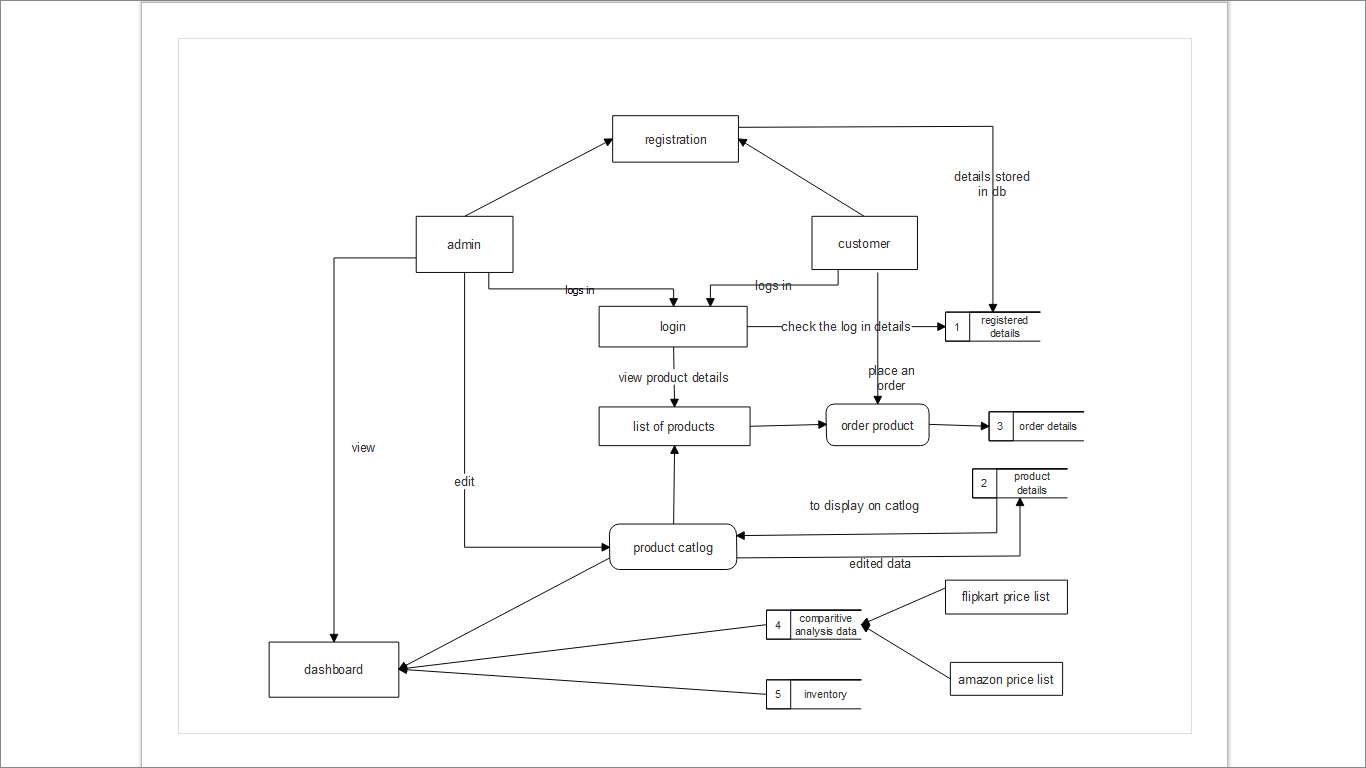 registration
details stored
in db
admin
customer
logs in
logs in
login
check the log in details
1
registered
details
view product details
place an
order
list of products
order product
3
order details
view
edit
2
product
details
to display on catlog
product catlog
edited data
flipkart price list
4
comparitive
analysis data
dashboard
amazon price list
5
inventory